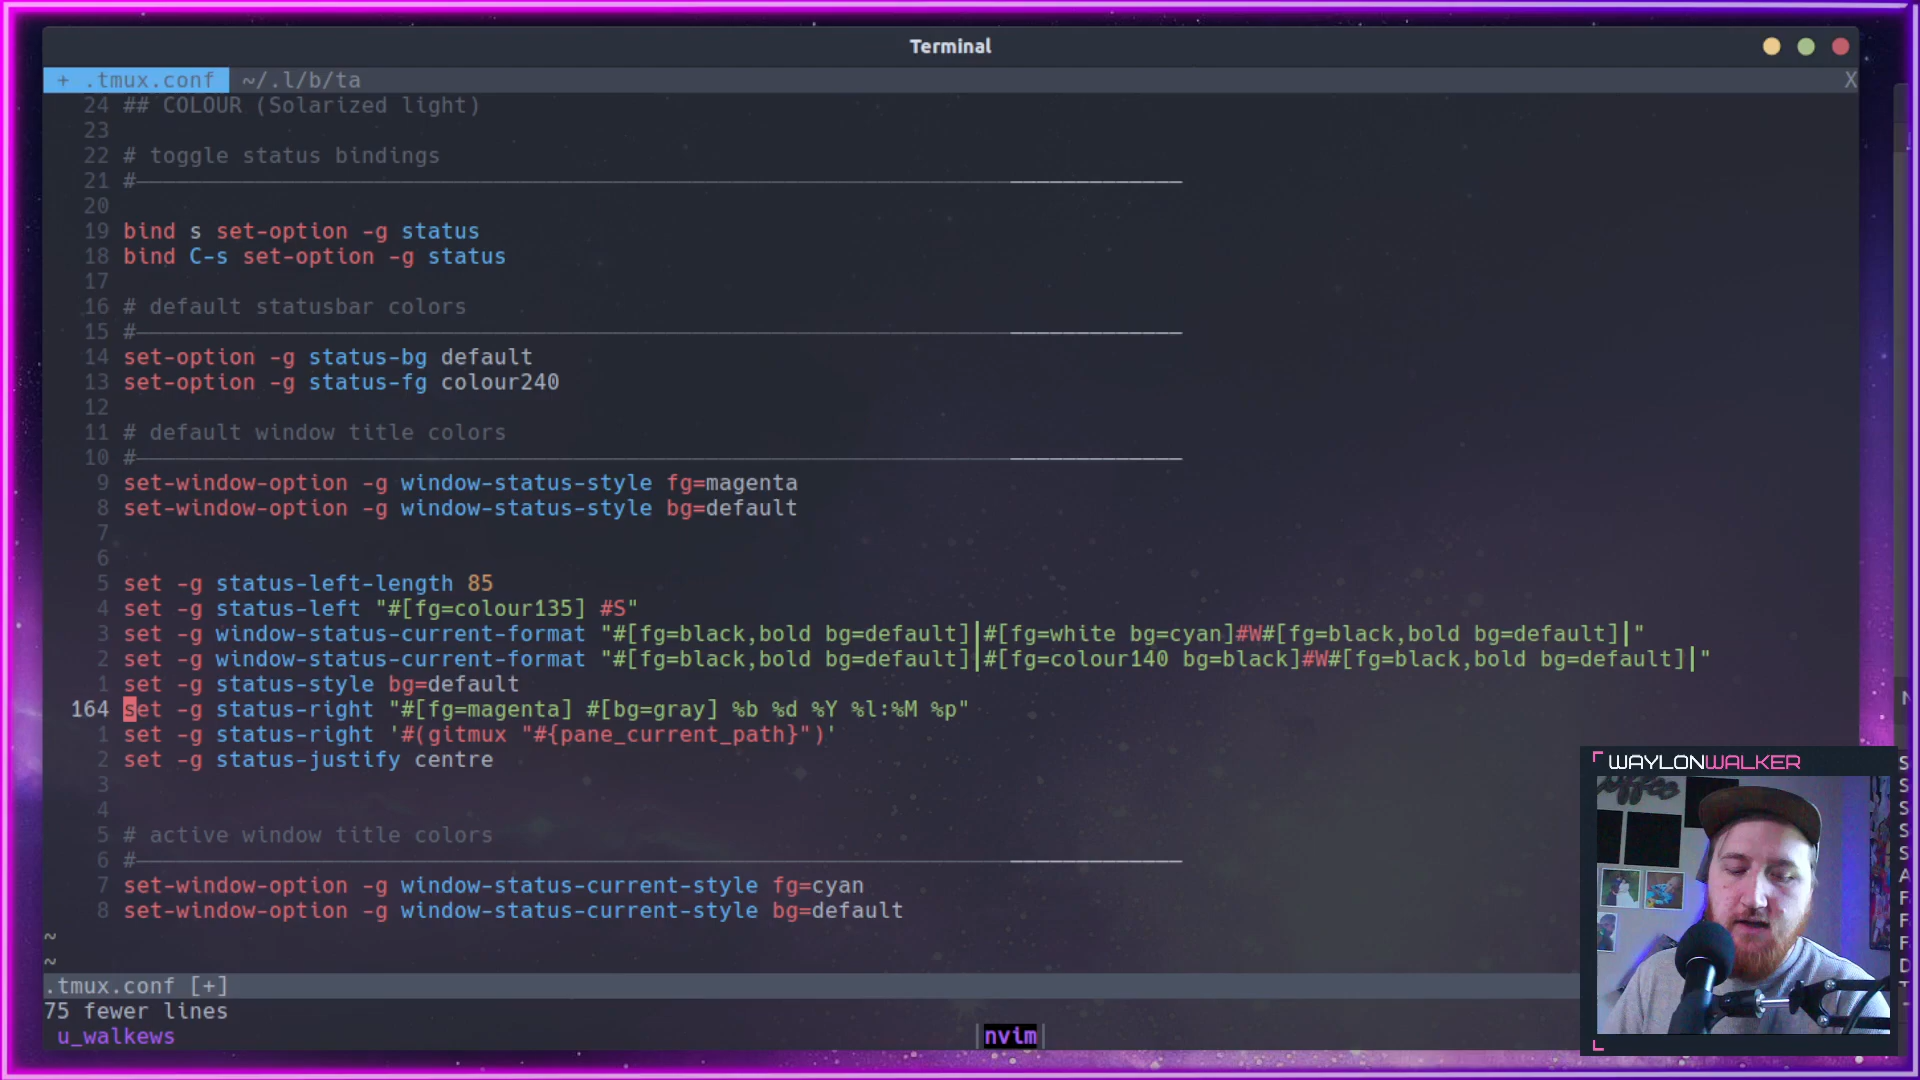 Terminal
+ .tmux.conf ~/.l/b/ta X
24 ## COLOUR (Solarized light)
23
22 # toggle status bindings
21 #
20
19 bind s set-option -g status
18 bind C-s set-option -g status
17
16 # default statusbar colors
15 #
14 set-option -g status-bg default
13 set-option -g status-fg colour240
12
11 # default window title colors
10 #
9 set-window-option -g window-status-style fg=magenta
8 set-window-option -g window-status-style bg=default
7
6
5 set -g status-left-length 85
4 set -g status-left "#[fg=colour135] #S"
3 set -g window-status-current-format "#[fg=black,bold bg=default]│#[fg=white bg=cyan]#W#[fg=black,bold bg=default]│"
2 set -g window-status-current-format "#[fg=black,bold bg=default]│#[fg=colour140 bg=black]#W#[fg=black,bold bg=default]│"
1 set -g status-style bg=default
164 set -g status-right "#[fg=magenta] #[bg=gray] %b %d %Y %l:%M %p"
1 set -g status-right '#(gitmux "#{pane_current_path}")'
2 set -g status-justify centre
3
4
5 # active window title colors
6 #
7 set-window-option -g window-status-current-style fg=cyan
8 set-window-option -g window-status-current-style bg=default
~
~
.tmux.conf [+]
75 fewer lines
u_walkews │nvim│
WAYLONWALKER